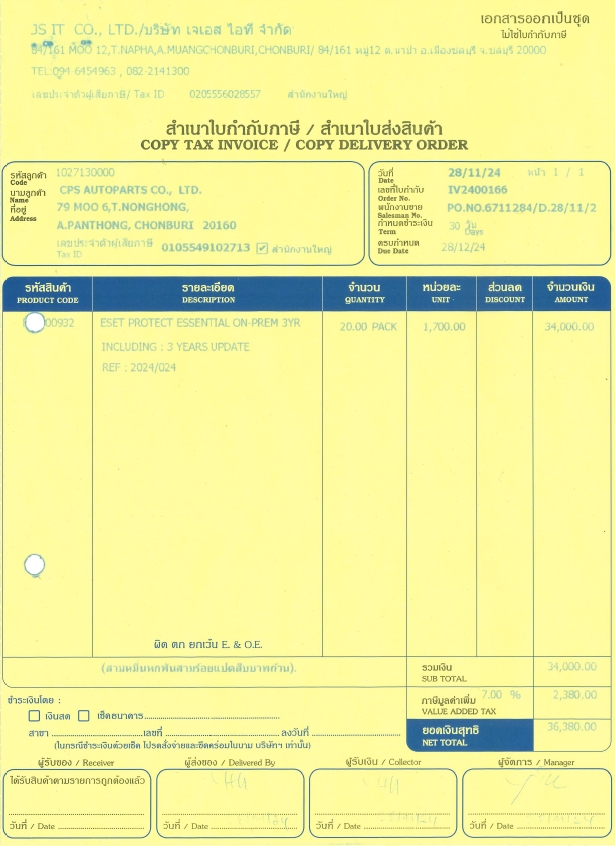 เอกสารออกเป็นชุด
JS IT CO., LTD./บริษัท เจเอส ไอที จำกัด
ไม่ใช่ใบกำกับภาษี
84/161 MOO 12,T.NAPHA,A.MUANGCHONBURI,CHONBURI/ 84/161 หมู่12 ต.นาป่า อ.เมืองชลบุรี จ.ชลบุรี 20000
TEL:094-6454963 , 082-2141300
เลขประจำตัวผู้เสียภาษี/ Tax ID 0205556028557 สำนักงานใหญ่
สำเนาใบกำกับภาษี / สำเนาใบส่งสินค้า
COPY TAX INVOICE / COPY DELIVERY ORDER
รหัสลูกค้า 1027130000
Code
นามลูกค้า CPS AUTOPARTS CO., LTD.
Name
ที่อยู่ 79 MOO 6,T.NONGHONG,
Address
A.PANTHONG, CHONBURI 20160
เลขประจำตัวผู้เสียภาษี 0105549102713 ☑ สำนักงานใหญ่
Tax ID
วันที่ 28/11/24 หน้า 1 / 1
Date
เลขที่ใบกำกับ IV2400166
Order No.
พนักงานขาย PO.NO.6711284/D.28/11/2
Salesman No.
กำหนดชำระเงิน 30 วัน
Term Days
ครบกำหนด 28/12/24
Due Date
รหัสสินค้า รายละเอียด จำนวน หน่วยละ ส่วนลด จำนวนเงิน
PRODUCT CODE DESCRIPTION QUANTITY UNIT DISCOUNT AMOUNT
00932 ESET PROTECT ESSENTIAL ON-PREM 3YR 20.00 PACK 1,700.00 34,000.00
INCLUDING : 3 YEARS UPDATE
REF : 2024/024
ผิด ตก ยกเว้น E. & O.E.
(สามหมื่นหกพันสามร้อยแปดสิบบาทถ้วน). รวมเงิน 34,000.00
SUB TOTAL
ชำระเงินโดย : ภาษีมูลค่าเพิ่ม 7.00 % 2,380.00
VALUE ADDED TAX
☐ เงินสด ☐ เช็คธนาคาร
ยอดเงินสุทธิ 36,380.00
NET TOTAL
สาขา เลขที่ ลงวันที่
(ในกรณีชำระเงินด้วยเช็ค โปรดสั่งจ่ายและขีดคร่อมในนาม บริษัทฯ เท่านั้น)
ผู้รับของ / Receiver ผู้ส่งของ / Delivered By ผู้รับเงิน / Collector ผู้จัดการ / Manager
ได้รับสินค้าตามรายการถูกต้องแล้ว
วันที่ / Date วันที่ / Date วันที่ / Date วันที่ / Date